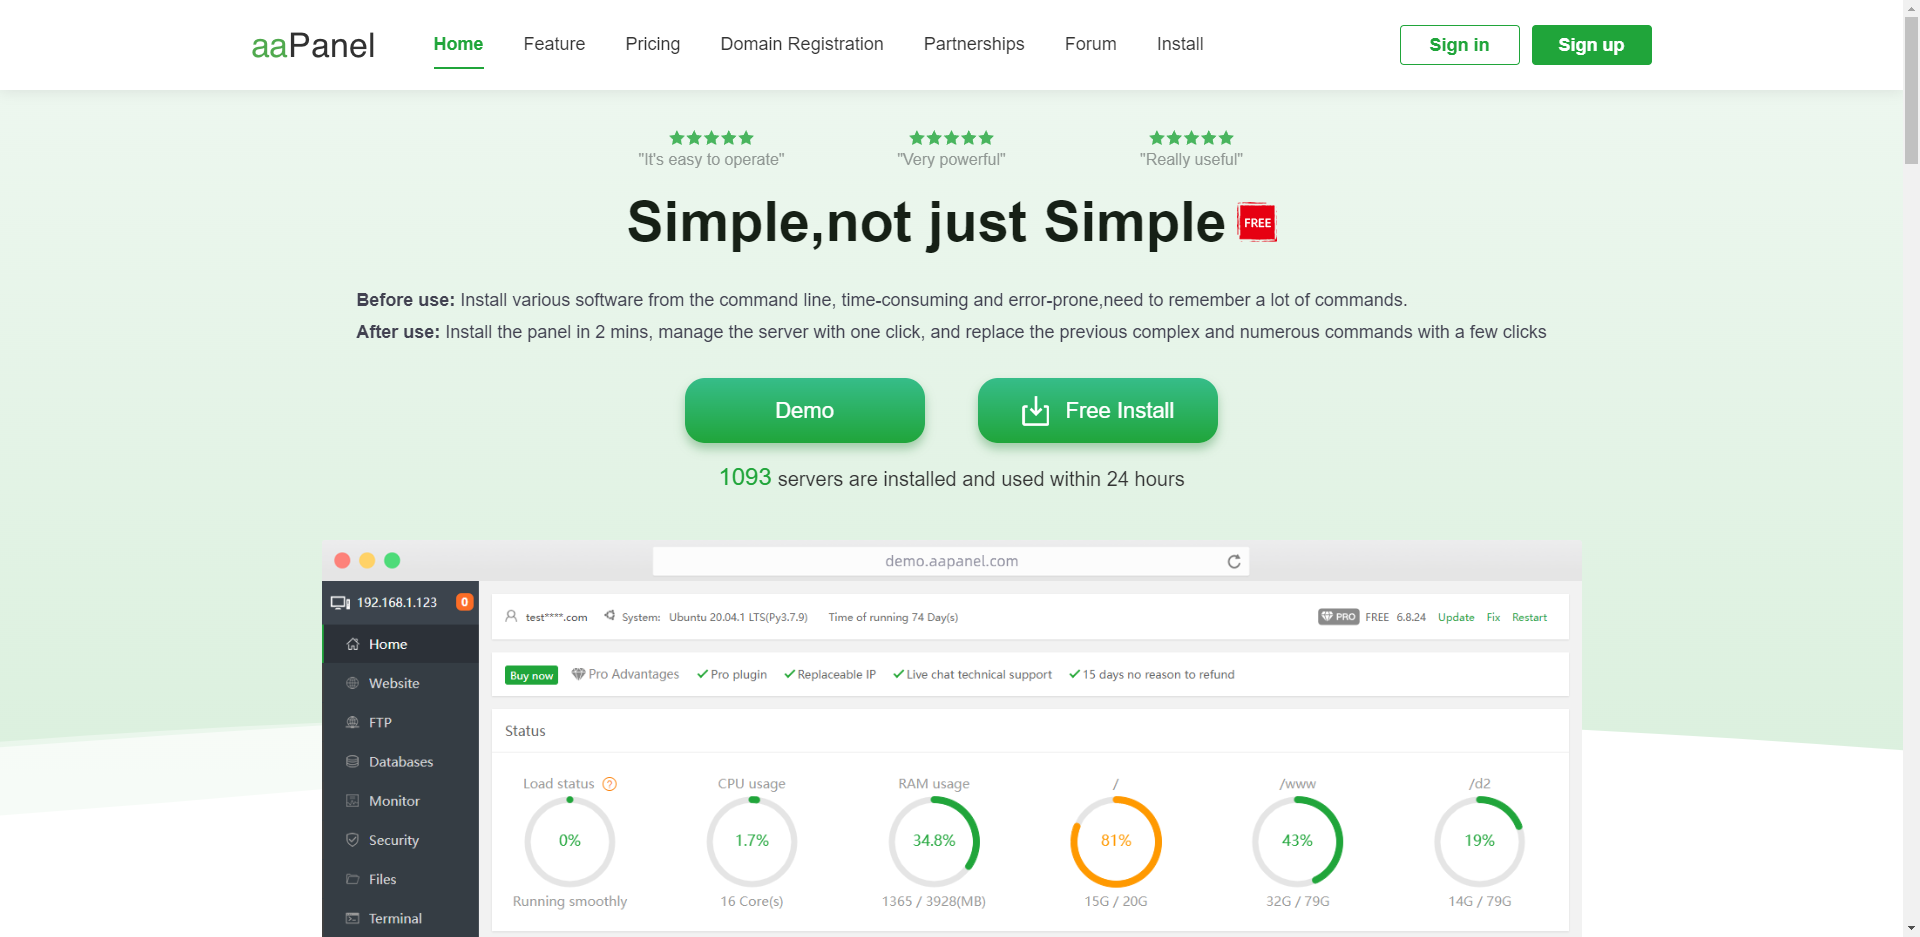 aaPanel Home Feature Pricing Domain Registration Partnerships Forum Install Sign in Sign up
"It's easy to operate" "Very powerful" "Really useful"
Simple,not just Simple FREE
Before use: Install various software from the command line, time-consuming and error-prone,need to remember a lot of commands.
After use: Install the panel in 2 mins, manage the server with one click, and replace the previous complex and numerous commands with a few clicks
Demo Free Install
1093 servers are installed and used within 24 hours
demo.aapanel.com
192.168.1.123 0
Home
Website
FTP
Databases
Monitor
Security
Files
Terminal
test****.com System: Ubuntu 20.04.1 LTS(Py3.7.9) Time of running 74 Day(s) PRO FREE 6.8.24 Update Fix Restart
Buy now Pro Advantages Pro plugin Replaceable IP Live chat technical support 15 days no reason to refund
Status
Load status ? CPU usage RAM usage / /www /d2
0% 1.7% 34.8% 81% 43% 19%
Running smoothly 16 Core(s) 1365 / 3928(MB) 15G / 20G 32G / 79G 14G / 79G